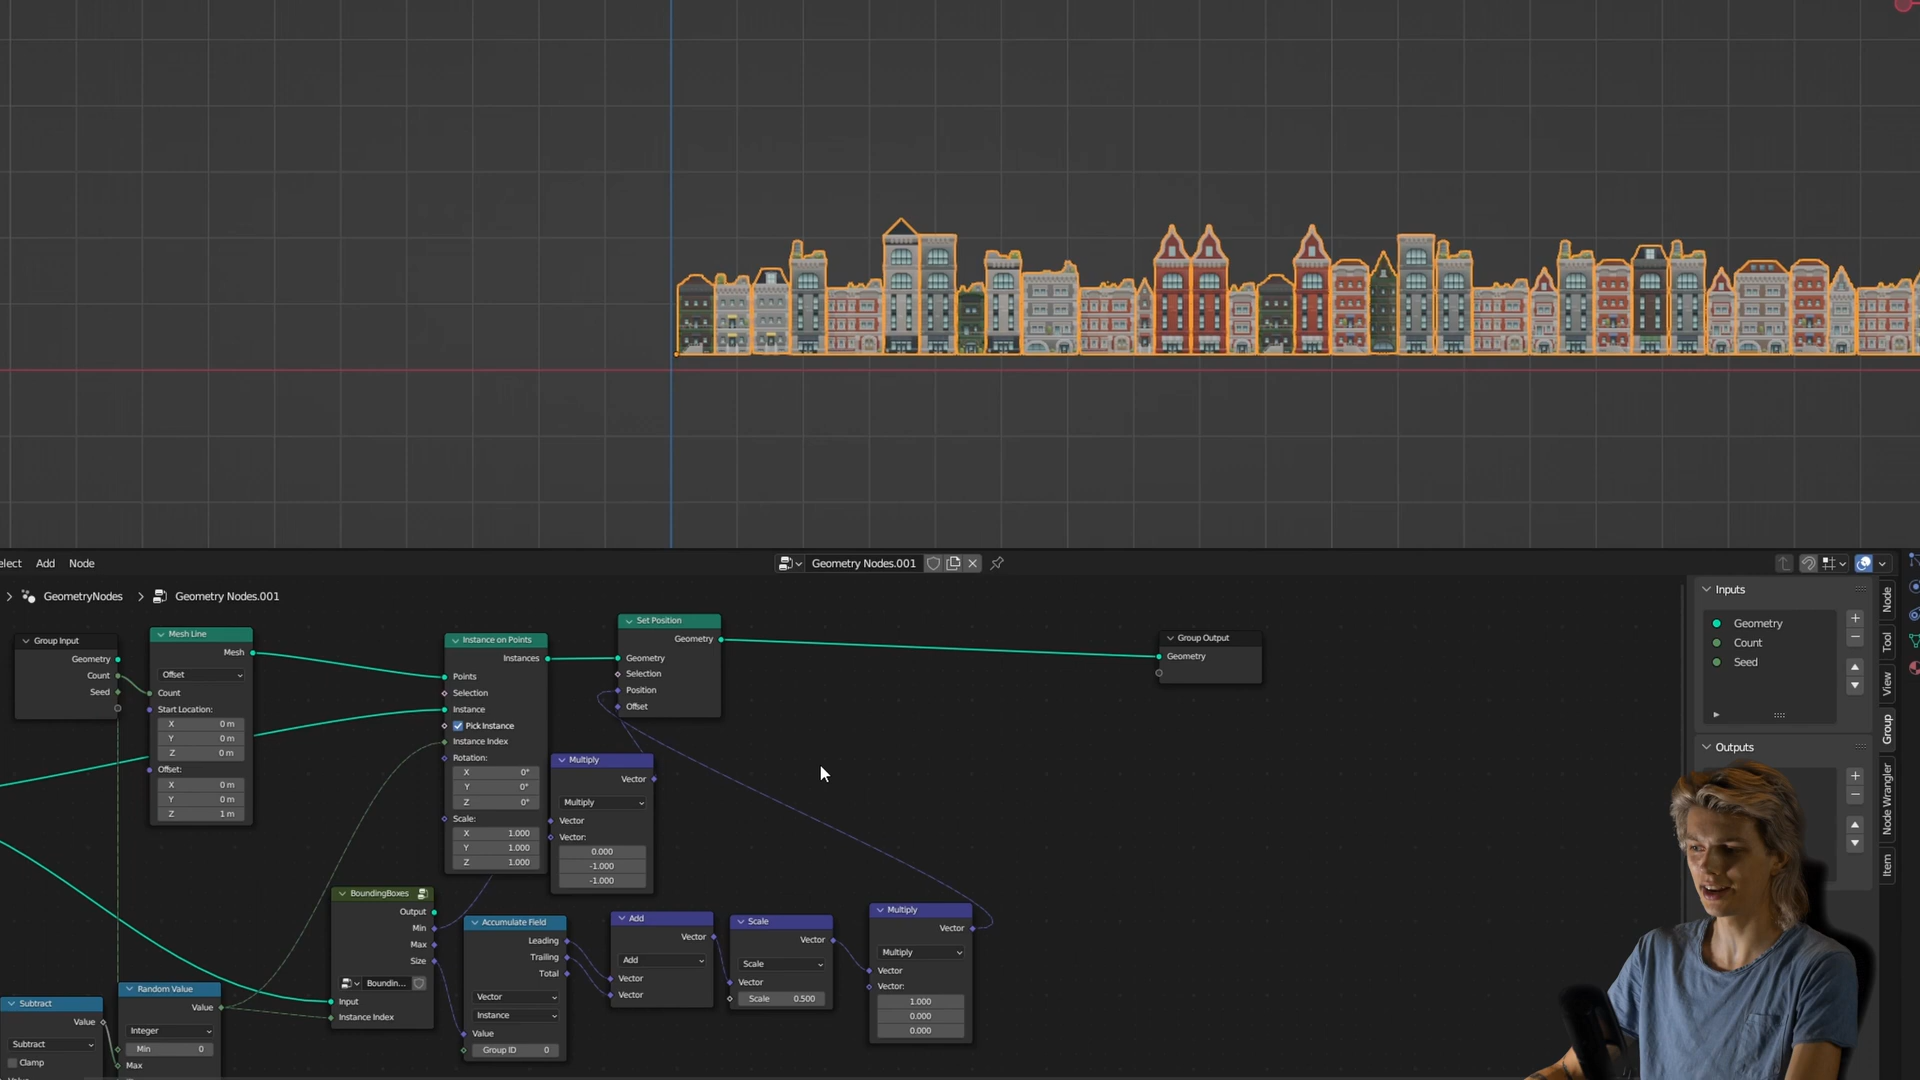 elect Add Node
Geometry Nodes.001
GeometryNodes Geometry Nodes.001
Group Input
Geometry
Count
Seed
Mesh Line
Mesh
Offset
Count
Start Location:
X 0 m
Y 0 m
Z 0 m
Offset:
X 0 m
Y 0 m
Z 1 m
Instance on Points
Instances
Points
Selection
Instance
Pick Instance
Instance Index
Rotation:
X 0°
Y 0°
Z 0°
Scale:
X 1.000
Y 1.000
Z 1.000
Set Position
Geometry
Geometry
Selection
Position
Offset
Multiply
Vector
Multiply
Vector
Vector:
0.000
-1.000
-1.000
Group Output
Geometry
BoundingBoxes
Output
Min
Max
Size
Boundin...
Input
Instance Index
Accumulate Field
Leading
Trailing
Total
Vector
Instance
Value
Group ID 0
Add
Vector
Add
Vector
Vector
Scale
Vector
Scale
Vector
Scale 0.500
Multiply
Vector
Multiply
Vector
Vector:
1.000
0.000
0.000
Subtract
Value
Subtract
Clamp
Random Value
Value
Integer
Min 0
Max
Inputs
Geometry
Count
Seed
Outputs
Node
Tool
View
Group
Node Wrangler
Item